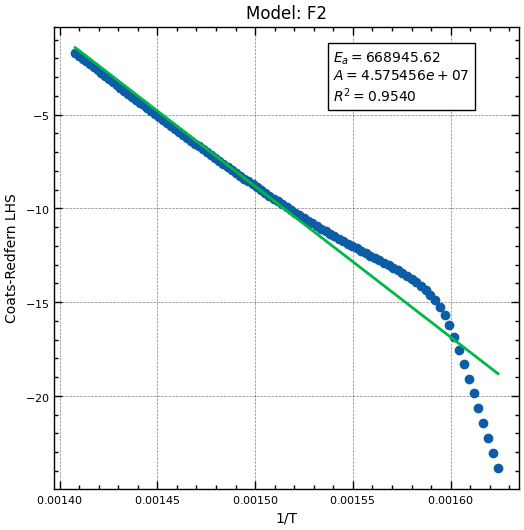 Model: F2
E_a = 668945.62
A = 4.575456e + 07
R² = 0.9540
Coats-Redfern LHS
−5
−10
−15
−20
0.00140 0.00145 0.00150 0.00155 0.00160
1/T